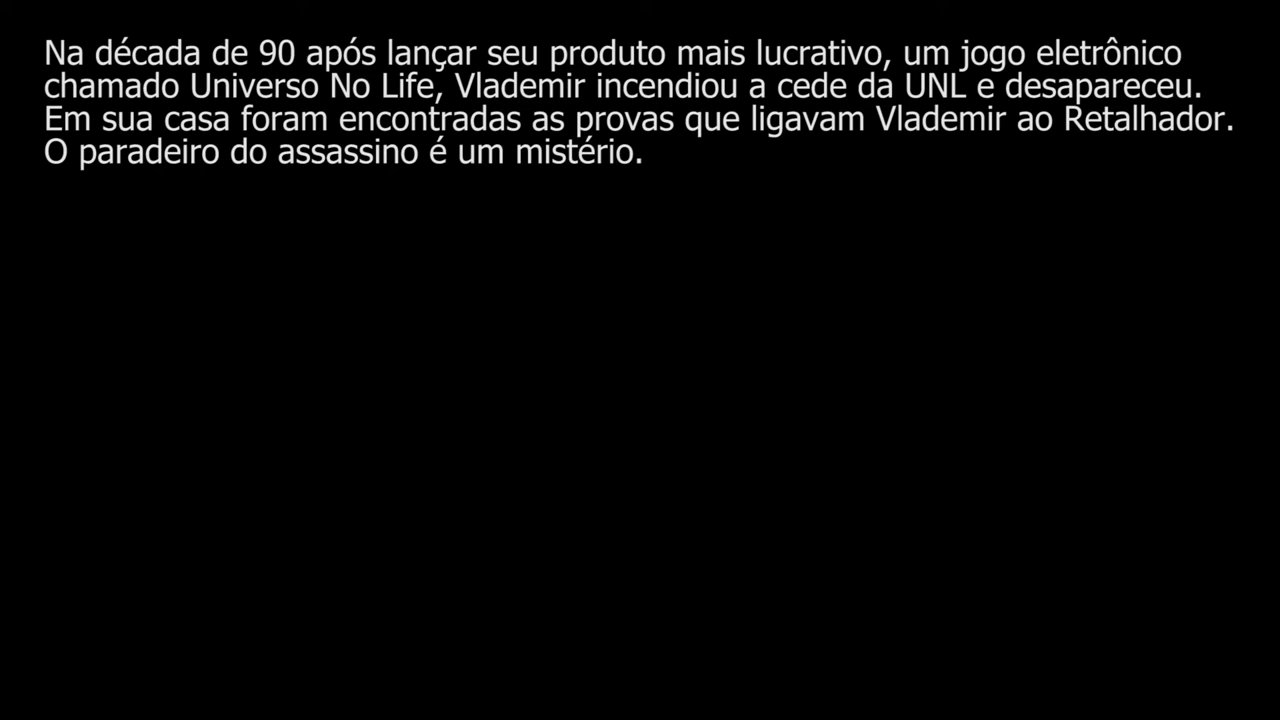 Na década de 90 após lançar seu produto mais lucrativo, um jogo eletrônico
chamado Universo No Life, Vlademir incendiou a cede da UNL e desapareceu.
Em sua casa foram encontradas as provas que ligavam Vlademir ao Retalhador.
O paradeiro do assassino é um mistério.